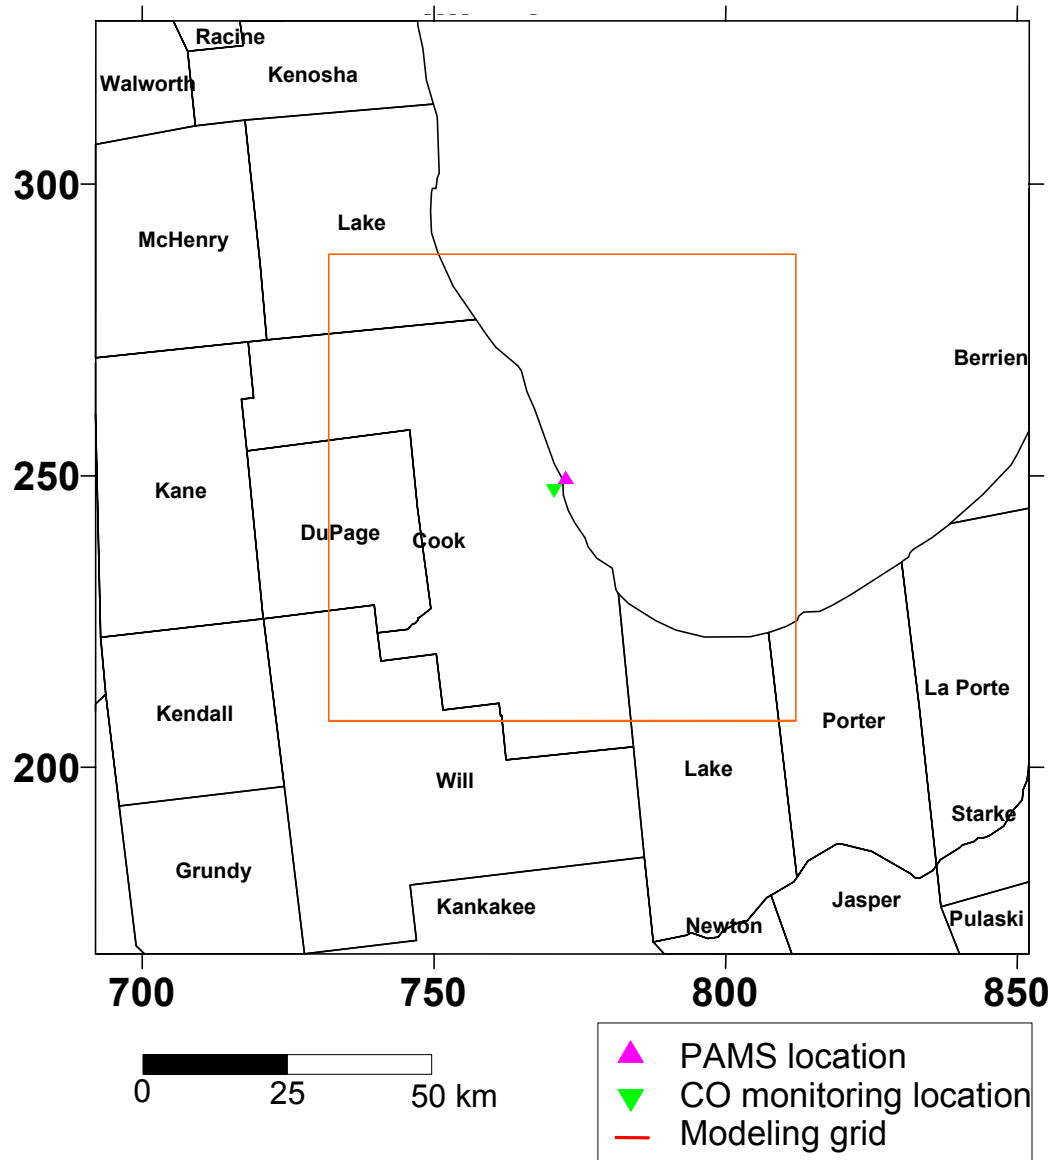 Racine
Kenosha
Walworth
300
Lake
McHenry
Berrien
250
Kane
DuPage
Cook
La Porte
Kendall
Porter
200
Lake
Will
Starke
Grundy
Jasper
Kankakee
Pulaski
Newton
700 750 800 850
0 25 50 km
PAMS location
CO monitoring location
Modeling grid